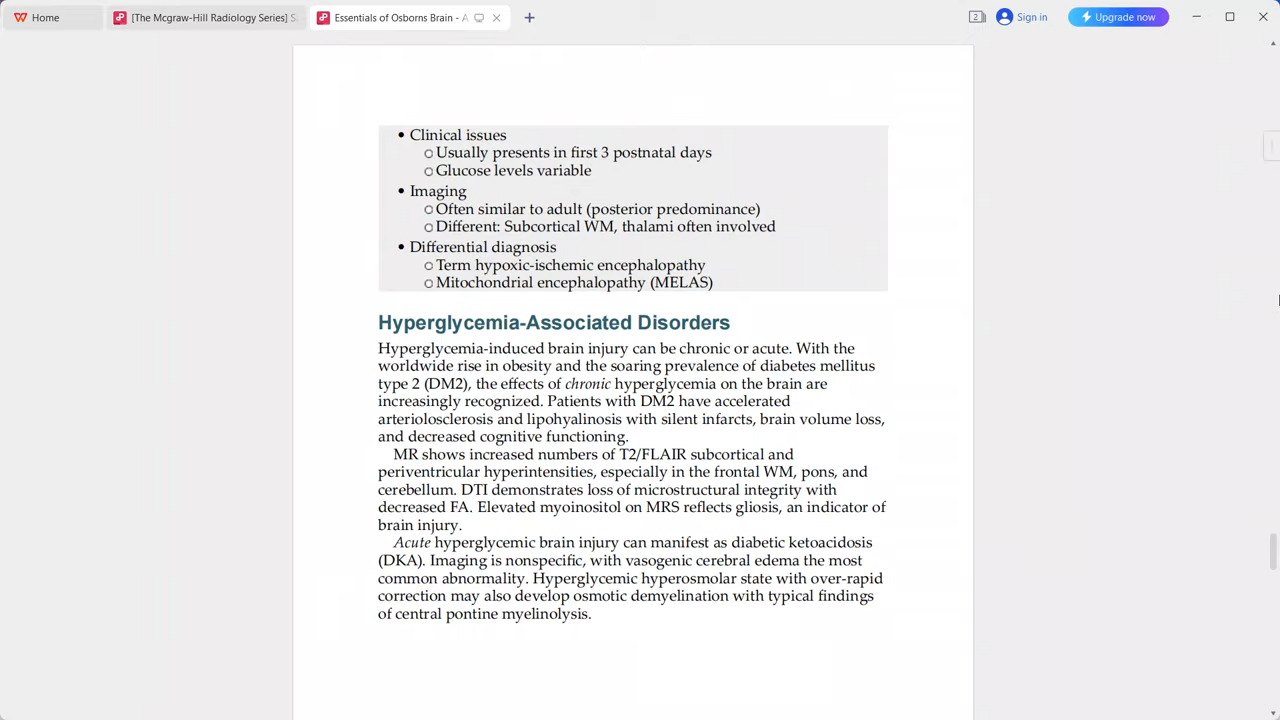 Home
[The Mcgraw-Hill Radiology Series] S
Essentials of Osborns Brain - A
2
Sign in
Upgrade now
• Clinical issues
○ Usually presents in first 3 postnatal days
○ Glucose levels variable
• Imaging
○ Often similar to adult (posterior predominance)
○ Different: Subcortical WM, thalami often involved
• Differential diagnosis
○ Term hypoxic-ischemic encephalopathy
○ Mitochondrial encephalopathy (MELAS)
Hyperglycemia-Associated Disorders
Hyperglycemia-induced brain injury can be chronic or acute. With the
worldwide rise in obesity and the soaring prevalence of diabetes mellitus
type 2 (DM2), the effects of chronic hyperglycemia on the brain are
increasingly recognized. Patients with DM2 have accelerated
arteriolosclerosis and lipohyalinosis with silent infarcts, brain volume loss,
and decreased cognitive functioning.
MR shows increased numbers of T2/FLAIR subcortical and
periventricular hyperintensities, especially in the frontal WM, pons, and
cerebellum. DTI demonstrates loss of microstructural integrity with
decreased FA. Elevated myoinositol on MRS reflects gliosis, an indicator of
brain injury.
Acute hyperglycemic brain injury can manifest as diabetic ketoacidosis
(DKA). Imaging is nonspecific, with vasogenic cerebral edema the most
common abnormality. Hyperglycemic hyperosmolar state with over-rapid
correction may also develop osmotic demyelination with typical findings
of central pontine myelinolysis.